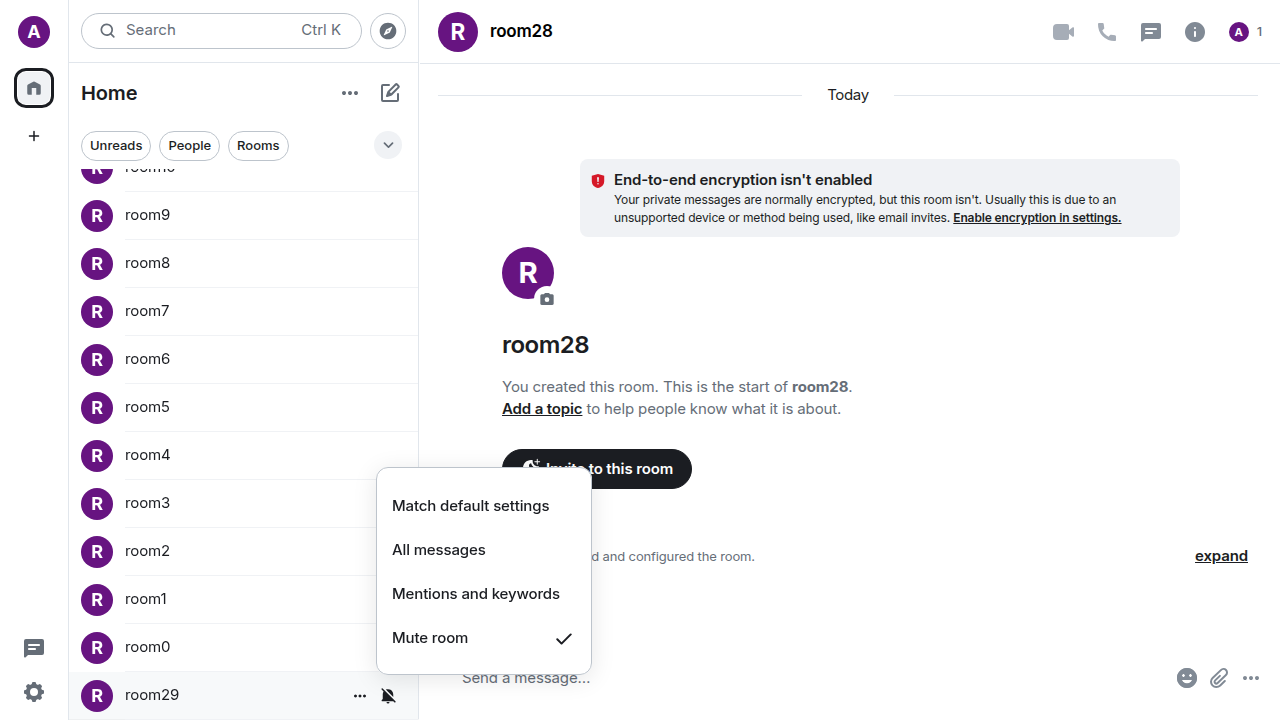 A
Search Ctrl K
R room28
A 1
Home
Unreads People Rooms
Today
End-to-end encryption isn't enabled
Your private messages are normally encrypted, but this room isn't. Usually this is due to an
unsupported device or method being used, like email invites. Enable encryption in settings.
R room9
R room8
R room7
R room6
R room5
R room4
R room3
R room2
R room1
R room0
R room29
R
room28
You created this room. This is the start of room28.
Add a topic to help people know what it is about.
Invite to this room
d and configured the room.
expand
Match default settings
All messages
Mentions and keywords
Mute room
Send a message…